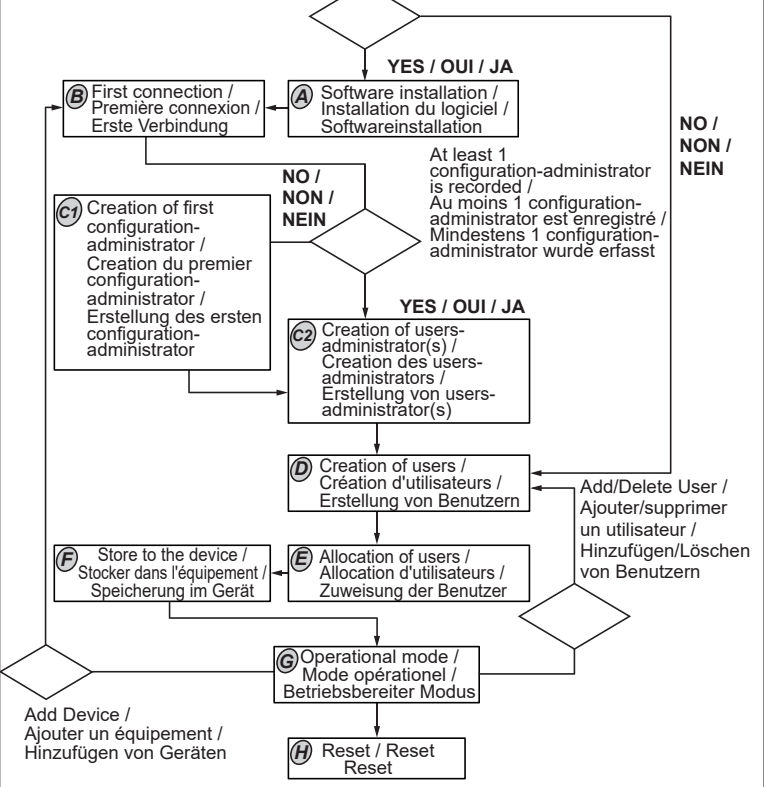 YES / OUI / JA
B First connection /
Première connexion /
Erste Verbindung
A Software installation /
Installation du logiciel /
Softwareinstallation
NO /
NON /
NEIN
At least 1
configuration-administrator
is recorded /
Au moins 1 configuration-
administrator est enregistré /
Mindestens 1 configuration-
administrator wurde erfasst
NO /
NON /
NEIN
C1 Creation of first
configuration-
administrator /
Creation du premier
configuration-
administrator /
Erstellung des ersten
configuration-
administrator
YES / OUI / JA
C2 Creation of users-
administrator(s) /
Creation des users-
administrators /
Erstellung von users-
administrator(s)
D Creation of users /
Création d'utilisateurs /
Erstellung von Benutzern
Add/Delete User /
Ajouter/supprimer
un utilisateur /
Hinzufügen/Löschen
von Benutzern
F Store to the device /
Stocker dans l'équipement /
Speicherung im Gerät
E Allocation of users /
Allocation d'utilisateurs /
Zuweisung der Benutzer
G Operational mode /
Mode opérationel /
Betriebsbereiter Modus
Add Device /
Ajouter un équipement /
Hinzufügen von Geräten
H Reset / Reset
Reset